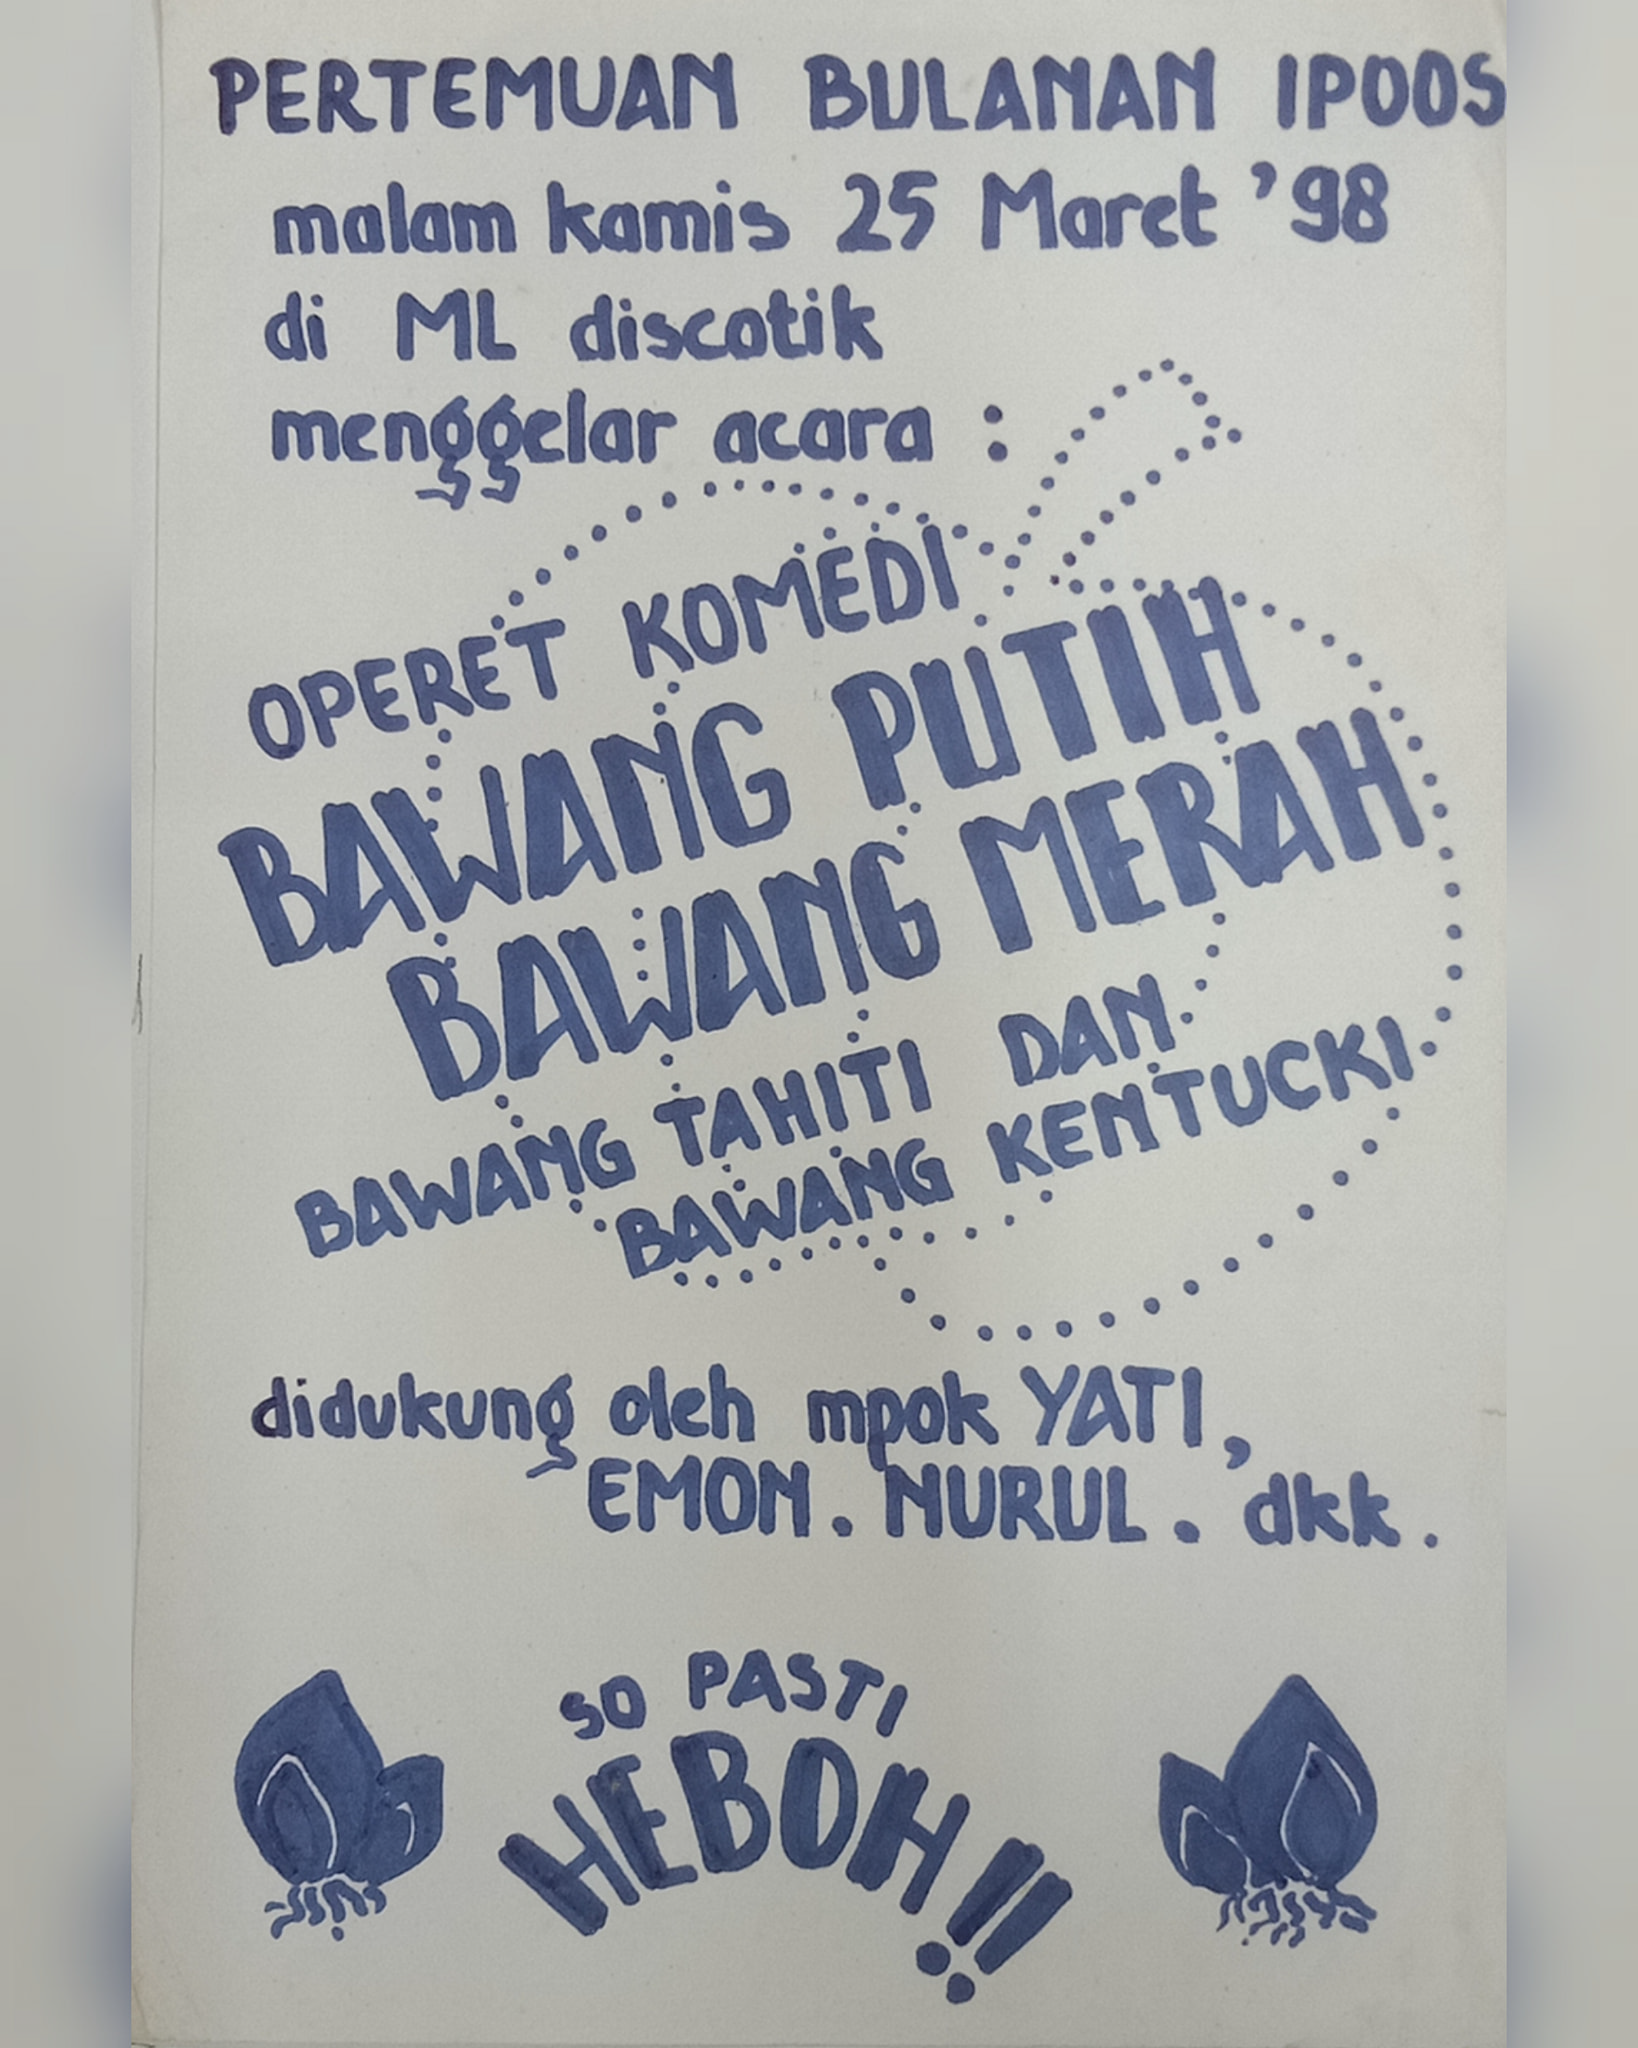 PERTEMUAN BULANAN IPOOS
malam kamis 25 Maret '98
di ML discotik
menggelar acara :
OPERET KOMEDI
BAWANG PUTIH
BAWANG MERAH
BAWANG TAHITI DAN
BAWANG KENTUCKI
didukung oleh mpok YATI,
EMON. NURUL. dkk.
SO PASTI
HEBOH!!